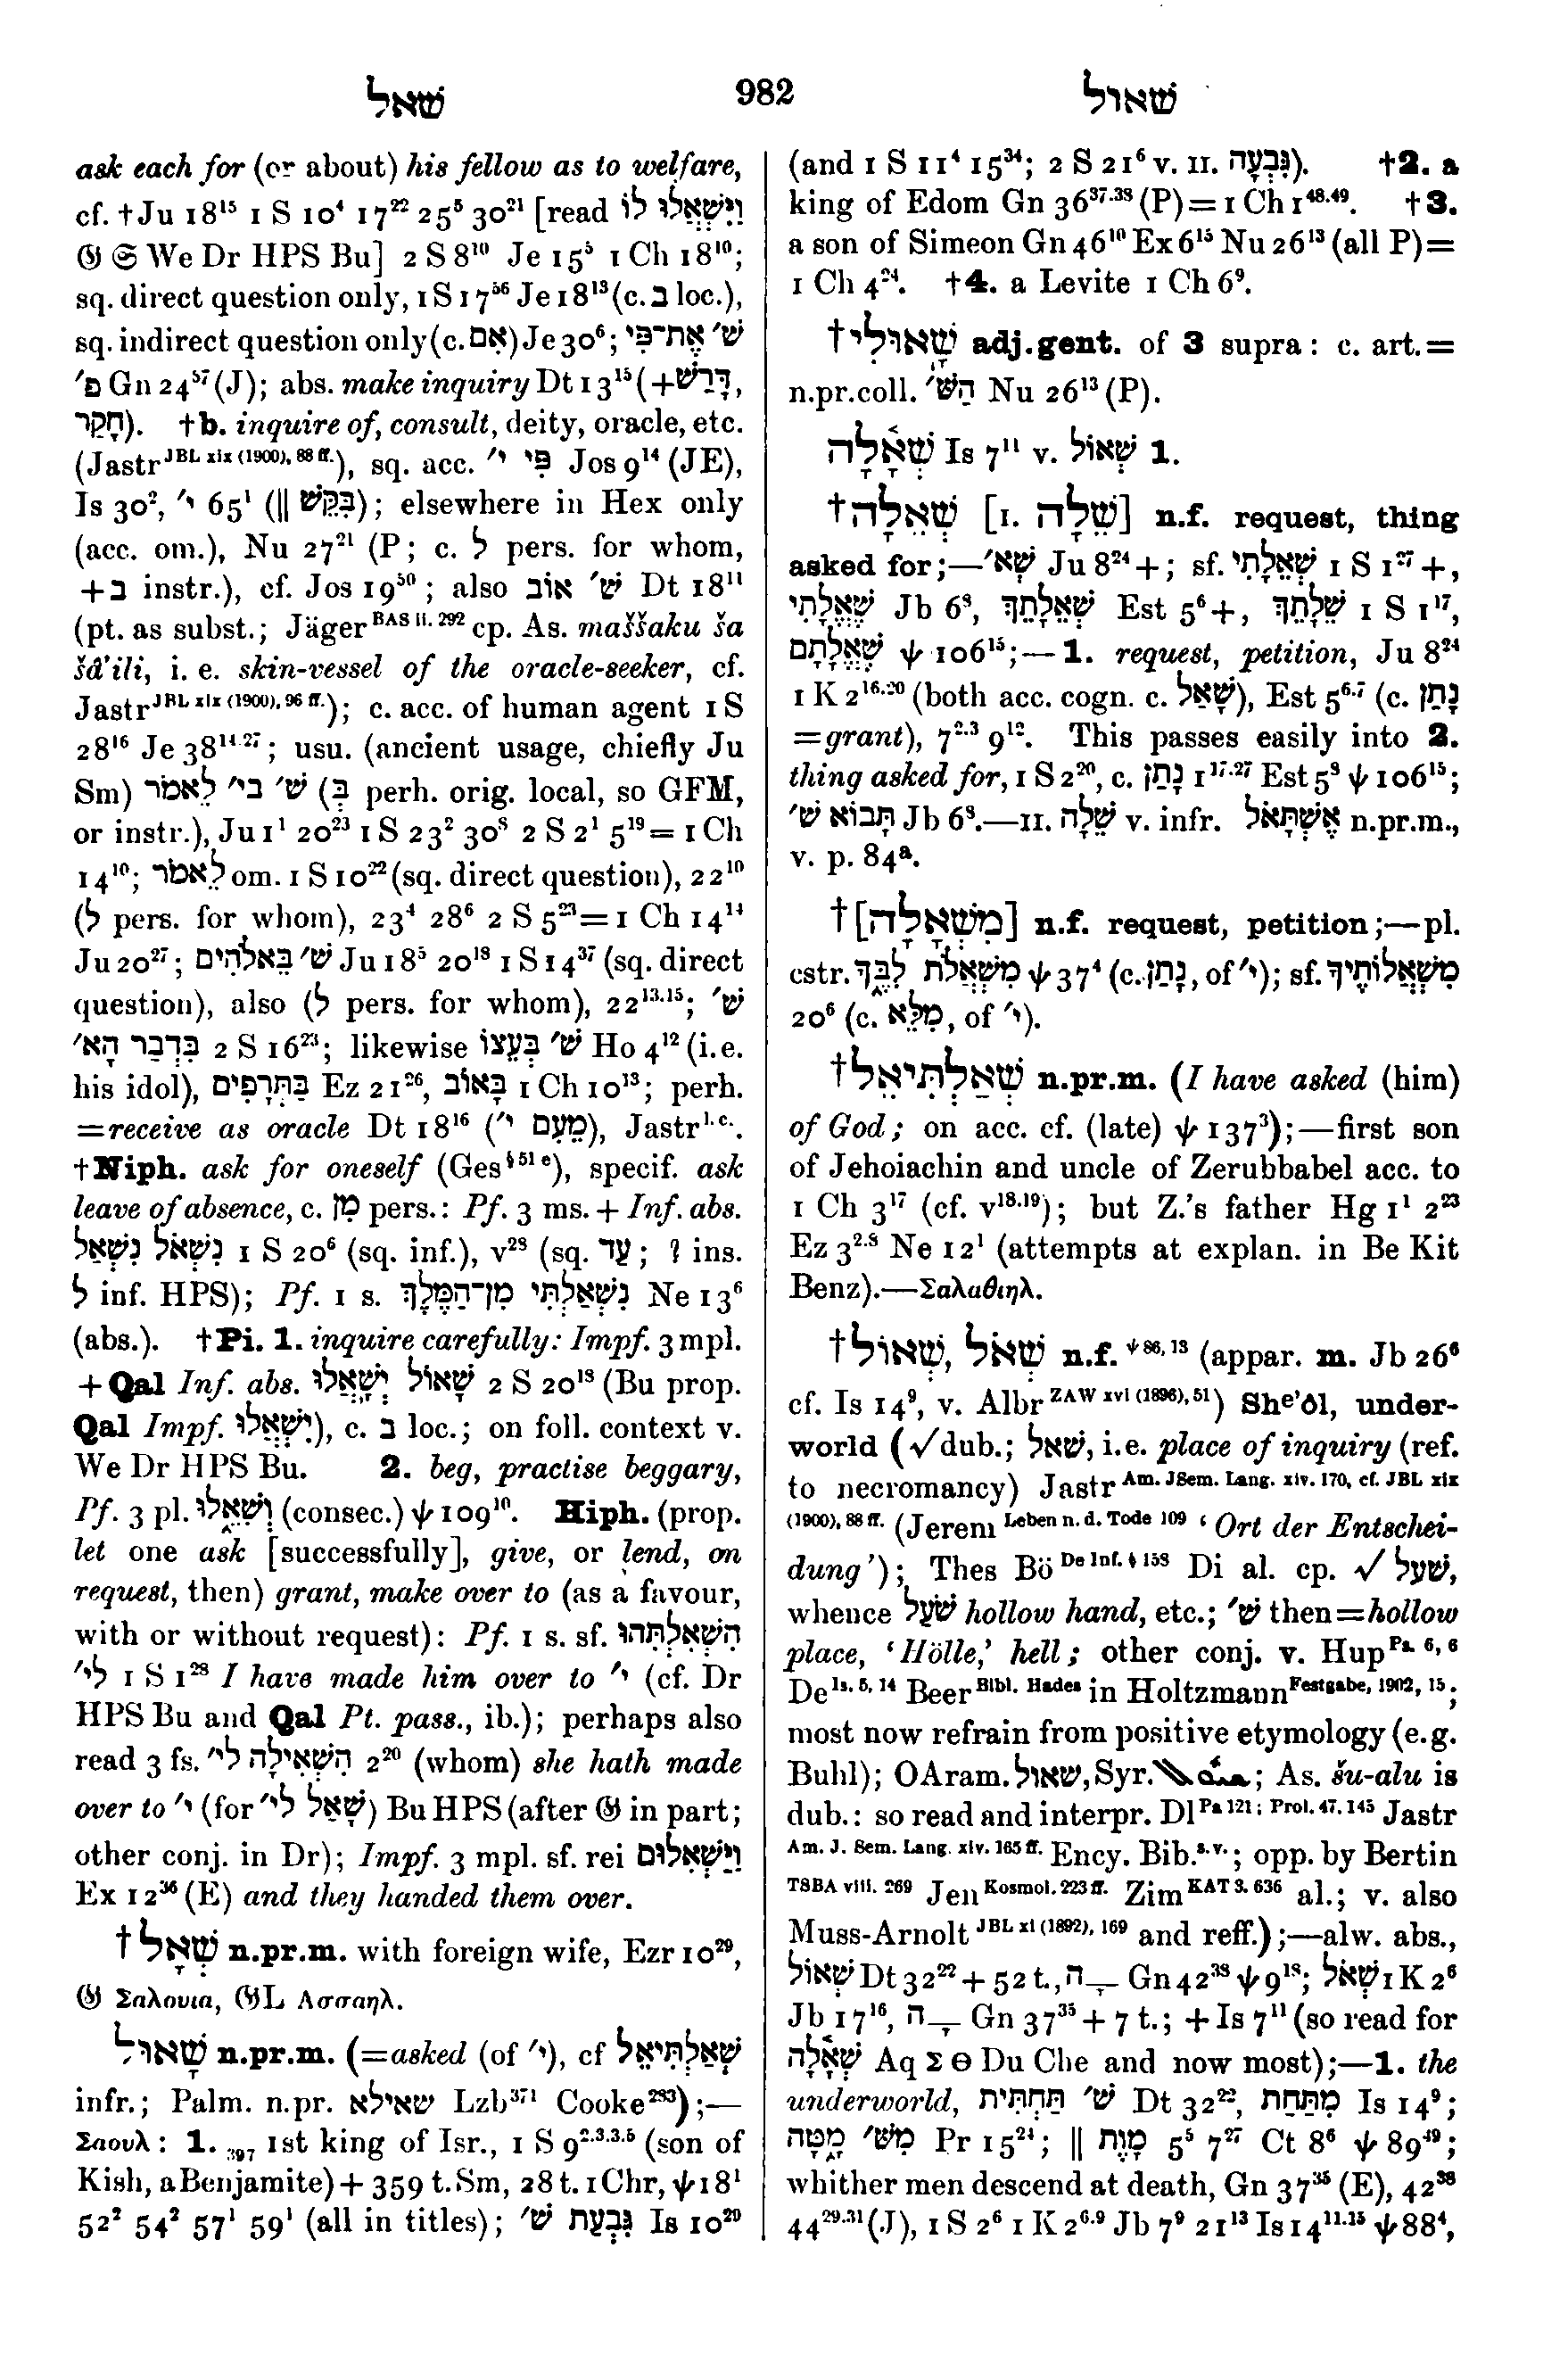 שׁאל 982 שׁאול
ask each for (or about) his fellow as to welfare,
cf. †Ju 18¹⁵ 1 S 10⁴ 17²² 25⁵ 30²¹ [read וַיִּשְׁאֲלוּ לוֹ
𝔊 𝔖 We Dr HPS Bu] 2 S 8¹⁰ Je 15⁵ 1 Ch 18¹⁰;
sq. direct question only, 1 S 17⁵⁶ Je 18¹³ (c. ב loc.),
sq. indirect question only (c. אִם) Je 30⁶; שׁ׳ אֶת־פִּי
פ׳ Gn 24⁵⁷ (J); abs. make inquiry Dt 13¹⁵ (+דָּרַשׁ,
חָקַר). †b. inquire of, consult, deity, oracle, etc.
(Jastr JBL xix (1900), 88 ff.), sq. acc. פִּי י׳ Jos 9¹⁴ (JE),
Is 30², י׳ 65¹ (|| בִּקֵּשׁ); elsewhere in Hex only
(acc. om.), Nu 27²¹ (P; c. ל pers. for whom,
+ב instr.), cf. Jos 19⁵⁰; also שׁ׳ אוֹב Dt 18¹¹
(pt. as subst.; Jäger BAS ii. 292 cp. As. maššaku ša
šâ'ili, i. e. skin-vessel of the oracle-seeker, cf.
Jastr JBL xix (1900), 96 ff.); c. acc. of human agent 1 S
28¹⁶ Je 38¹⁴·²⁷; usu. (ancient usage, chiefly Ju
Sm) שׁ׳ בי׳׳ לֵאמֹר (בְּ perh. orig. local, so GFM,
or instr.), Ju 1¹ 20²³ 1 S 23² 30⁸ 2 S 2¹ 5¹⁹ = 1 Ch
14¹⁰; לֵאמֹר om. 1 S 10²² (sq. direct question), 22¹⁰
(ל pers. for whom), 23⁴ 28⁶ 2 S 5²³ = 1 Ch 14¹⁴
Ju 20²⁷; שׁ׳ בֵּאלֹהִים Ju 18⁵ 20¹⁸ 1 S 14³⁷ (sq. direct
question), also (ל pers. for whom), 22¹³·¹⁵; שׁ׳
בִּדְבַר הָא׳ 2 S 16²³; likewise שׁ׳ בְּעֵצוֹ Ho 4¹² (i.e.
his idol), בַּתְּרָפִים Ez 21²⁶, בָּאוֹב 1 Ch 10¹³; perh.
=receive as oracle Dt 18¹⁶ (מֵעִם י׳), Jastr l. c.
†Niph. ask for oneself (Ges § 51 e), specif. ask
leave of absence, c. מִן pers.: Pf. 3 ms. + Inf. abs.
נִשְׁאֹל נִשְׁאַל 1 S 20⁶ (sq. inf.), v²⁸ (sq. עַד; ? ins.
ל inf. HPS); Pf. 1 s. נִשְׁאַלְתִּי מִן־הַמֶּלֶךְ Ne 13⁶
(abs.). †Pi. 1. inquire carefully: Impf. 3 mpl.
+ Qal Inf. abs. שָׁאוֹל יְשָׁאֲלוּ 2 S 20¹⁸ (Bu prop.
Qal Impf. יִשְׁאֲלוּ), c. ב loc.; on foll. context v.
We Dr HPS Bu. 2. beg, practise beggary,
Pf. 3 pl. וְשִׁאֵלוּ (consec.) ψ 109¹⁰. Hiph. (prop.
let one ask [successfully], give, or lend, on
request, then) grant, make over to (as a favour,
with or without request): Pf. 1 s. sf. הִשְׁאִלְתִּהוּ
לי׳׳ 1 S 1²⁸ I have made him over to י׳ (cf. Dr
HPS Bu and Qal Pt. pass., ib.); perhaps also
read 3 fs. הִשְׁאִילָה לי׳׳ 2²⁰ (whom) she hath made
over to י׳ (for שָׁאַל לי׳׳) Bu HPS (after 𝔊 in part;
other conj. in Dr); Impf. 3 mpl. sf. rei וַיַּשְׁאִלוּם
Ex 12³⁶ (E) and they handed them over.
†שְׁאָל n.pr.m. with foreign wife, Ezr 10²⁹,
𝔊 Σαλουια, 𝔊L Ασσαηλ.
שָׁאוּל n.pr.m. (=asked (of י׳), cf שְׁאַלְתִּיאֵל
infr.; Palm. n.pr. שאילא Lzb³⁷¹ Cooke²⁸³);—
Σαουλ: 1. ₃₉₇ 1st king of Isr., 1 S 9²·³·³·⁵ (son of
Kish, a Benjamite) + 359 t. Sm, 28 t. 1 Chr, ψ 18¹
52² 54² 57¹ 59¹ (all in titles); גִּבְעַת שׁ׳ Is 10²⁹
(and 1 S 11⁴ 15³⁴; 2 S 21⁶ v. II. גִּבְעָה). †2. a
king of Edom Gn 36³⁷·³⁸ (P) = 1 Ch 1⁴⁸·⁴⁹. †3.
a son of Simeon Gn 46¹⁰ Ex 6¹⁵ Nu 26¹³ (all P)=
1 Ch 4²⁴. †4. a Levite 1 Ch 6⁹.
†שָׁאוּלִי adj.gent. of 3 supra: c. art.=
n.pr.coll. הַשּׁ׳ Nu 26¹³ (P).
שְׁאָלָה Is 7¹¹ v. שְׁאוֹל 1.
†שְׁאֵלָה [I. שֵׁלָה] n.f. request, thing
asked for;—שְׁא׳ Ju 8²⁴ +; sf. שְׁאֵלָתִי 1 S 1²⁷ +,
שֶׁאֱלָתִי Jb 6⁸, שְׁאֵלָתֵךְ Est 5⁶ +, שֵׁלָתֵךְ 1 S 1¹⁷,
שֶׁאֱלָתָם ψ 106¹⁵;—1. request, petition, Ju 8²⁴
1 K 2¹⁶·²⁰ (both acc. cogn. c. שָׁאַל), Est 5⁶·⁷ (c. נָתַן
=grant), 7²·³ 9¹². This passes easily into 2.
thing asked for, 1 S 2²⁰, c. נָתַן 1¹⁷·²⁷ Est 5⁸ ψ 106¹⁵;
תָּבוֹא שׁ׳ Jb 6⁸.—II. שֵׁלָה v. infr. אֶשְׁתָּאֹל n.pr.m.,
v. p. 84ᵃ.
†[מִשְׁאָלָה] n.f. request, petition;—pl.
cstr. מִשְׁאֲלֹת לִבֶּךָ ψ 37⁴ (c. נָתַן, of י׳); sf. מִשְׁאֲלוֹתֶיךָ
20⁶ (c. מִלֵּא, of י׳).
†שְׁאַלְתִּיאֵל n.pr.m. (I have asked (him)
of God; on acc. cf. (late) ψ 137³);—first son
of Jehoiachin and uncle of Zerubbabel acc. to
1 Ch 3¹⁷ (cf. v¹⁸·¹⁹); but Z.'s father Hg 1¹ 2²³
Ez 3²·⁸ Ne 12¹ (attempts at explan. in Be Kit
Benz).—Σαλαθιηλ.
†שְׁאוֹל, שְׁאֹל n.f. ψ 86, 13 (appar. m. Jb 26⁶
cf. Is 14⁹, v. Albr ZAW xvi (1896), 51) Sheʾôl, under-
world (√dub.; שׁאל, i.e. place of inquiry (ref.
to necromancy) Jastr Am. JSem. Lang. xiv. 170, cf. JBL xix
(1900), 88 ff. (Jerem Leben n. d. Tode 109 ‘Ort der Entschei-
dung’); Thes Bö De Inf. § 158 Di al. cp. √ שׁעל,
whence שֹׁעַל hollow hand, etc.; שׁ׳ then=hollow
place, ‘Hölle,’ hell; other conj. v. Hup Ps. 6, 6
De Is. 5, 14 Beer Bibl. Hades in Holtzmann Festgabe, 1902, 15;
most now refrain from positive etymology (e.g.
Buhl); OAram. שאול, Syr. ܫܝܘܠ; As. šu-alu is
dub.: so read and interpr. Dl Pa 121; Prol. 47. 145 Jastr
Am. J. Sem. Lang. xiv. 165 ff. Ency. Bib. s.v.; opp. by Bertin
TSBA viii. 269 Jen Kosmol. 223 ff. Zim KAT 3. 636 al.; v. also
Muss-Arnolt JBL xi (1892), 169 and reff.);—alw. abs.,
שְׁאוֹל Dt 32²² + 52 t., ־ָה Gn 42³⁸ ψ 9¹⁸; שְׁאֹל 1 K 2⁶
Jb 17¹⁶, ־ָה Gn 37³⁵ + 7 t.; + Is 7¹¹ (so read for
שְׁאָלָה Aq Σ Θ Du Che and now most);—1. the
underworld, שׁ׳ תַּחְתִּית Dt 32²², מִתַּחַת Is 14⁹;
מִשּׁ׳ מָטָּה Pr 15²⁴; || מָוֶת 5⁵ 7²⁷ Ct 8⁶ ψ 89⁴⁹;
whither men descend at death, Gn 37³⁵ (E), 42³⁸
44²⁹·³¹ (J), 1 S 2⁶ 1 K 2⁶·⁹ Jb 7⁹ 21¹³ Is 14¹¹·¹⁵ ψ 88⁴,